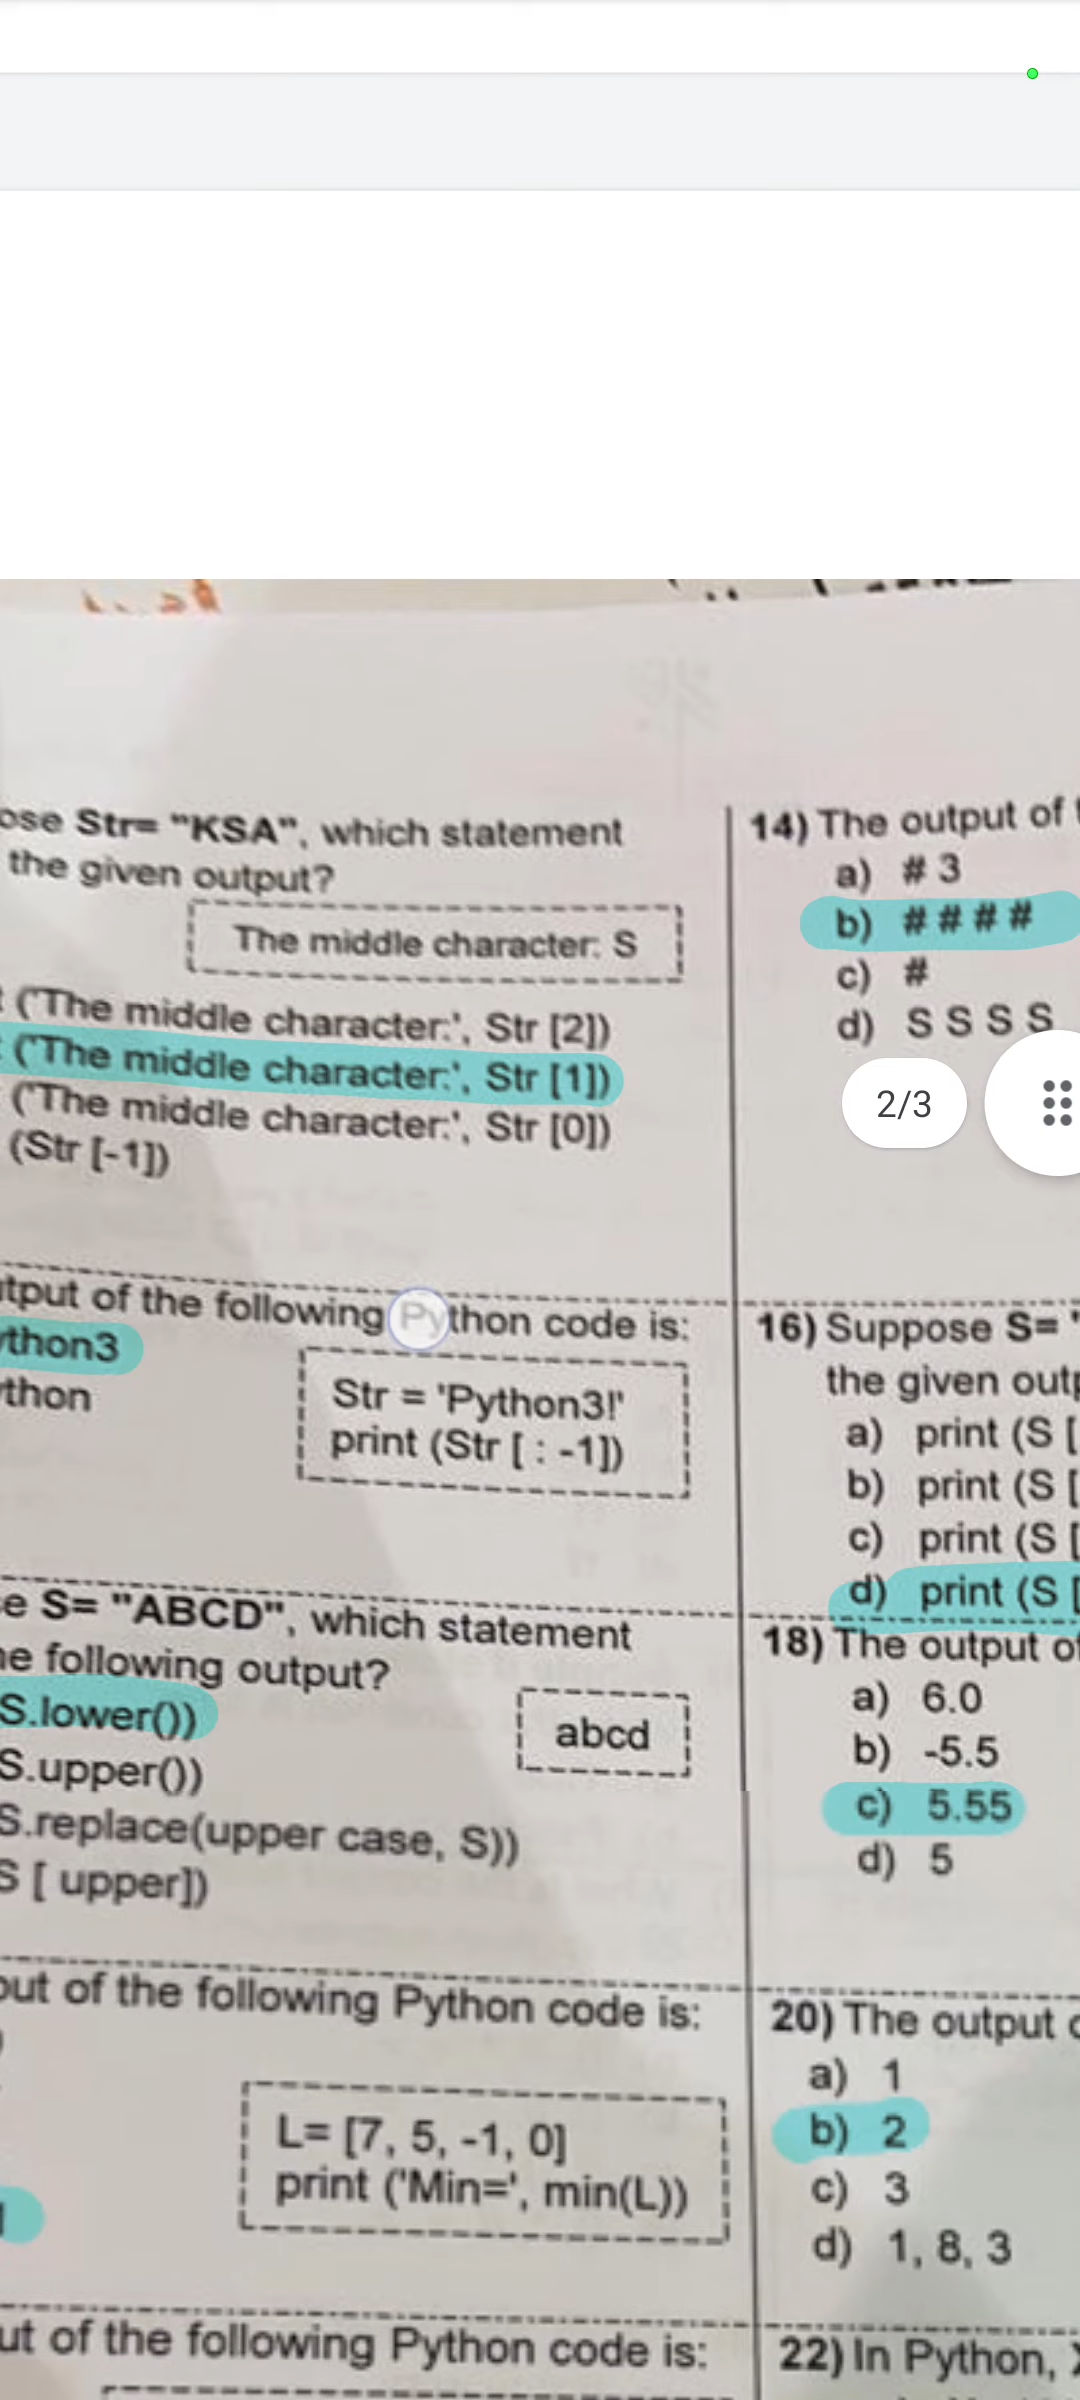 ose Str= "KSA", which statement
the given output?
The middle character: S
('The middle character:', Str [2])
('The middle character:', Str [1])
('The middle character:', Str [0])
(Str [-1])
tput of the following Python code is:
thon3
thon
Str = 'Python3!'
print (Str [ : -1])
e S= "ABCD", which statement
e following output?
S.lower())
S.upper())
S.replace(upper case, S))
S [ upper])
abcd
out of the following Python code is:
L= [7, 5, -1, 0]
print ('Min=', min(L))
ut of the following Python code is:
14) The output of
a) # 3
b) # # # #
c) #
d) S S S S
2/3
16) Suppose S= "
the given outp
a) print (S [
b) print (S [
c) print (S [
d) print (S [
18) The output of
a) 6.0
b) -5.5
c) 5.55
d) 5
20) The output o
a) 1
b) 2
c) 3
d) 1, 8, 3
22) In Python,